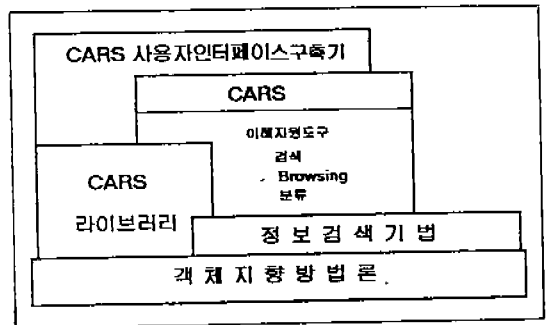 CARS 사용자인터페이스구축기
CARS
이해지원도구
검색
Browsing
분류
CARS
라이브러리
정보검색기법
객체지향방법론